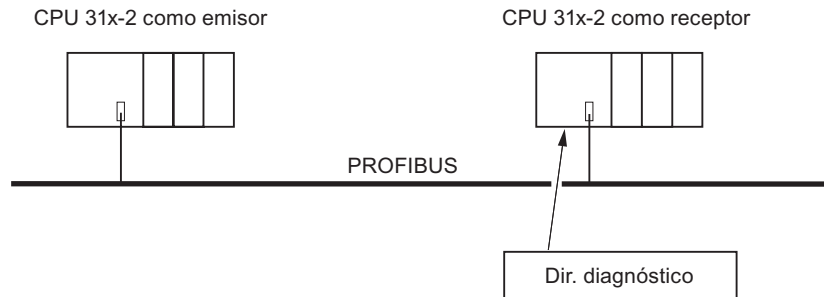 CPU 31x-2 como emisor
CPU 31x-2 como receptor
PROFIBUS
Dir. diagnóstico